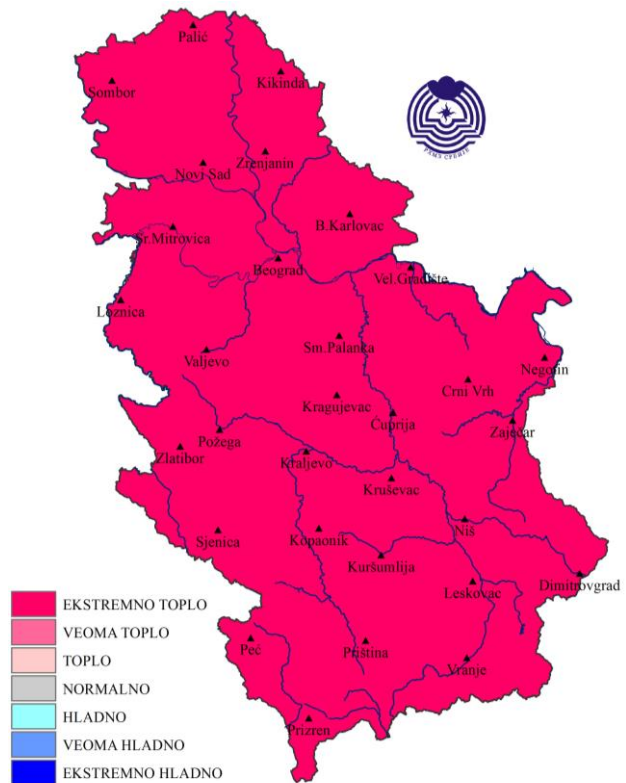 Palić
Kikinda
Sombor
Zrenjanin
Novi Sad
B.Karlovac
Sr.Mitrovica
Beograd
Vel.Gradište
Loznica
Sm.Palanka
Valjevo
Negotin
Crni Vrh
Kragujevac
Ćuprija
Zaječar
Požega
Zlatibor
Kraljevo
Kruševac
Niš
Sjenica
Kopaonik
Kuršumlija
Dimitrovgrad
Leskovac
Peć
Priština
Vranje
Prizren
EKSTREMNO TOPLO
VEOMA TOPLO
TOPLO
NORMALNO
HLADNO
VEOMA HLADNO
EKSTREMNO HLADNO
РХМЗ СРБИЈЕ